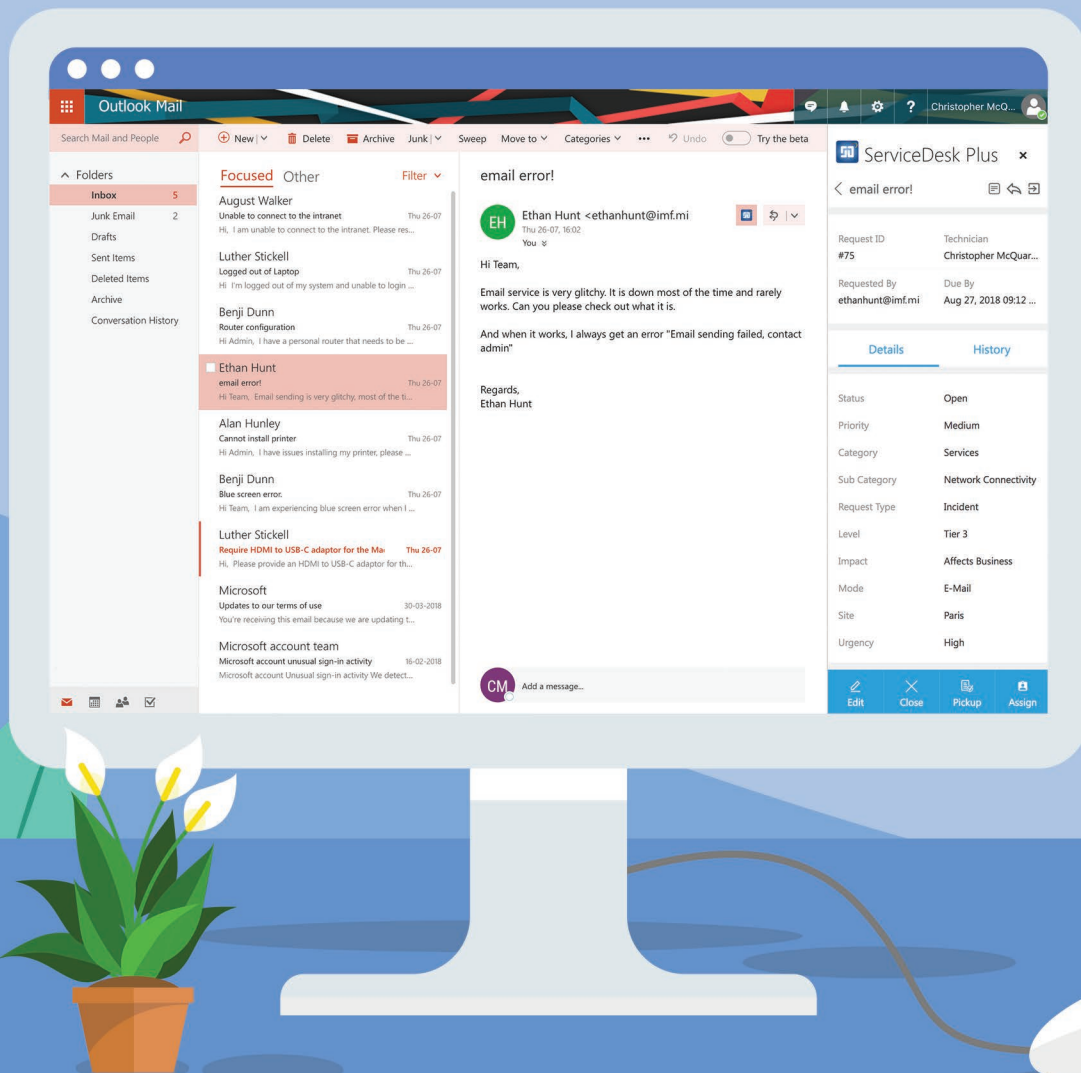 Outlook Mail
? Christopher McQ...
Search Mail and People
New Delete Archive Junk Sweep Move to Categories ••• Undo Try the beta
Folders
Inbox 5
Junk Email 2
Drafts
Sent Items
Deleted Items
Archive
Conversation History
Focused Other Filter
August Walker
Unable to connect to the intranet Thu 26-07
Hi, I am unable to connect to the intranet. Please res...
Luther Stickell
Logged out of Laptop Thu 26-07
Hi I'm logged out of my system and unable to login ...
Benji Dunn
Router configuration Thu 26-07
Hi Admin, I have a personal router that needs to be ...
Ethan Hunt
email error! Thu 26-07
Hi Team, Email sending is very glitchy, most of the ti...
Alan Hunley
Cannot install printer Thu 26-07
Hi Admin, I have issues installing my printer, please ...
Benji Dunn
Blue screen error. Thu 26-07
Hi Team, I am experiencing blue screen error when I ...
Luther Stickell
Require HDMI to USB-C adaptor for the Ma Thu 26-07
Hi, Please provide an HDMI to USB-C adaptor for th...
Microsoft
Updates to our terms of use 30-03-2018
You're receiving this email because we are updating t...
Microsoft account team
Microsoft account unusual sign-in activity 16-02-2018
Microsoft account Unusual sign-in activity We detect...
email error!
EH
Ethan Hunt <ethanhunt@imf.mi
Thu 26-07, 16:02
You
Hi Team,
Email service is very glitchy. It is down most of the time and rarely
works. Can you please check out what it is.
And when it works, I always get an error "Email sending failed, contact
admin"
Regards,
Ethan Hunt
CM Add a message...
ServiceDesk Plus ×
email error!
Request ID Technician
#75 Christopher McQuar...
Requested By Due By
ethanhunt@imf.mi Aug 27, 2018 09:12 ...
Details History
Status Open
Priority Medium
Category Services
Sub Category Network Connectivity
Request Type Incident
Level Tier 3
Impact Affects Business
Mode E-Mail
Site Paris
Urgency High
Edit Close Pickup Assign